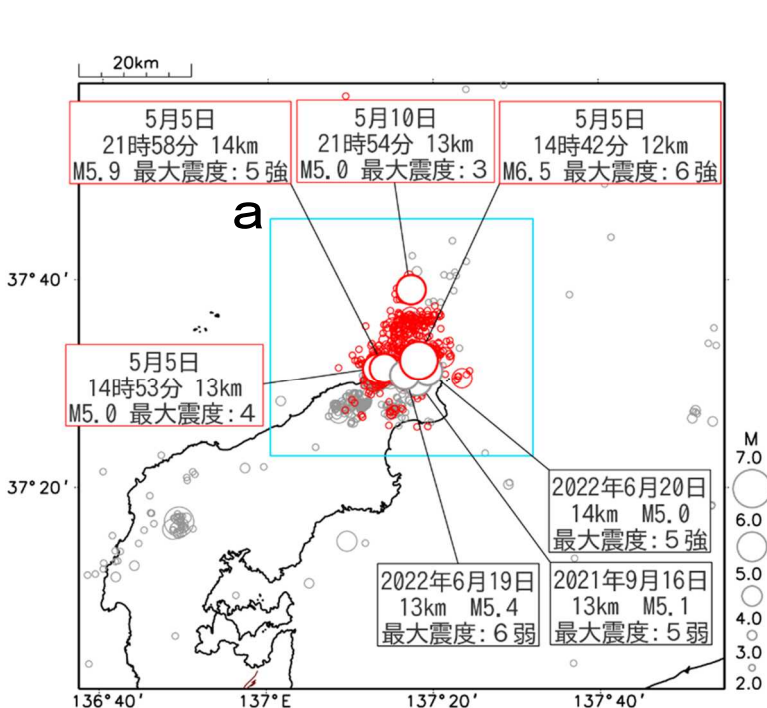 20km
5月5日
21時58分 14km
M5.9 最大震度:5強
5月10日
21時54分 13km
M5.0 最大震度:3
5月5日
14時42分 12km
M6.5 最大震度:6強
a
37°40′
5月5日
14時53分 13km
M5.0 最大震度:4
37°20′
2022年6月20日
14km M5.0
最大震度:5強
2022年6月19日
13km M5.4
最大震度:6弱
2021年9月16日
13km M5.1
最大震度:5弱
M
7.0
6.0
5.0
4.0
3.0
2.0
136°40′
137°E
137°20′
137°40′